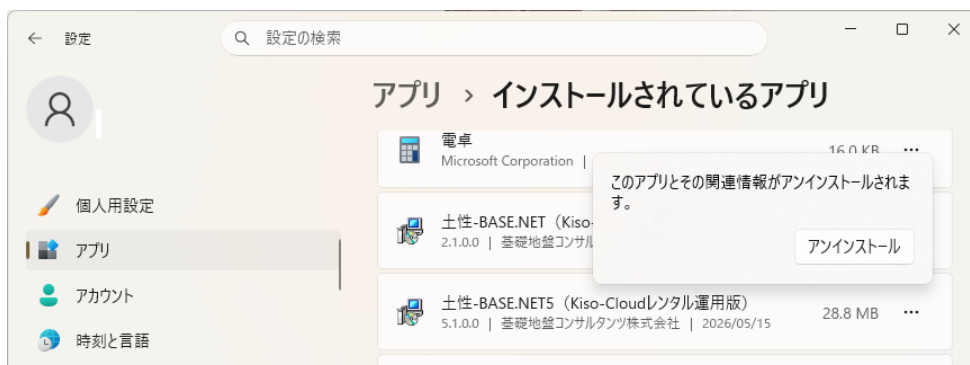 設定
設定の検索
アプリ › インストールされているアプリ
電卓
Microsoft Corporation |
16.0 KB
このアプリとその関連情報がアンインストールされま
す。
アンインストール
土性-BASE.NET（Kiso-
2.1.0.0 | 基礎地盤コンサル
土性-BASE.NET5（Kiso-Cloudレンタル運用版）
5.1.0.0 | 基礎地盤コンサルタンツ株式会社 | 2026/05/15
28.8 MB
個人用設定
アプリ
アカウント
時刻と言語